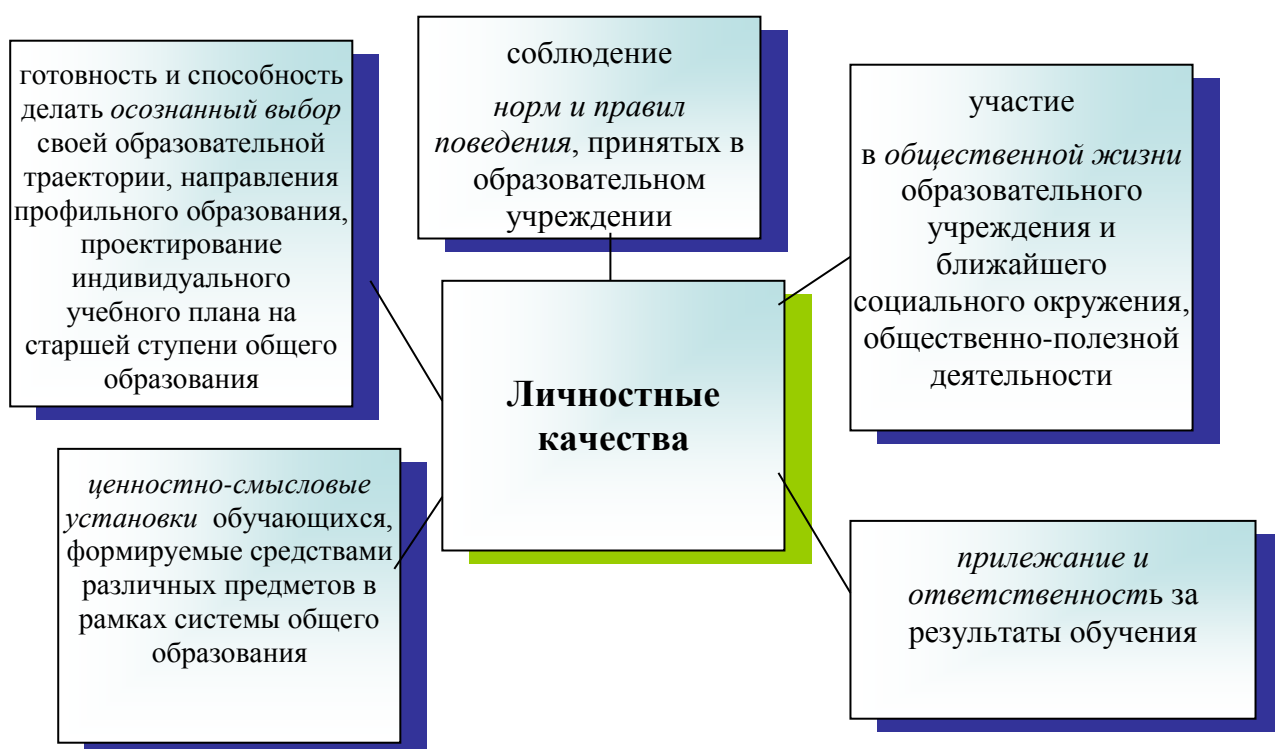 готовность и способность
делать осознанный выбор
своей образовательной
траектории, направления
профильного образования,
проектирование
индивидуального
учебного плана на
старшей ступени общего
образования
соблюдение
норм и правил
поведения, принятых в
образовательном
учреждении
участие
в общественной жизни
образовательного
учреждения и
ближайшего
социального окружения,
общественно-полезной
деятельности
Личностные
качества
ценностно-смысловые
установки обучающихся,
формируемые средствами
различных предметов в
рамках системы общего
образования
прилежание и
ответственность за
результаты обучения